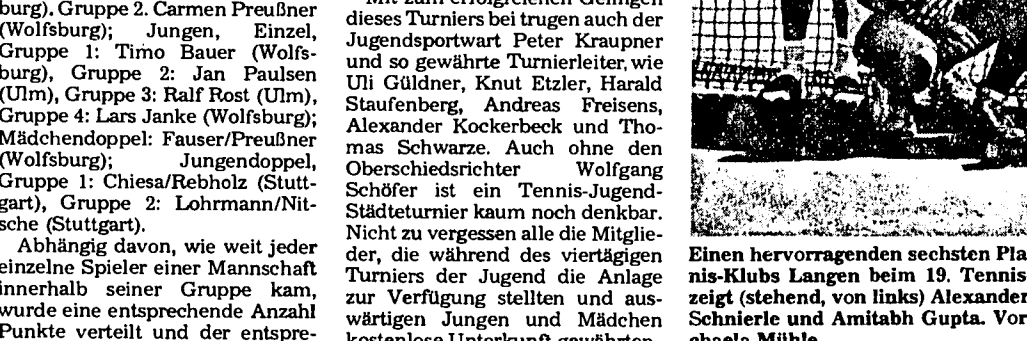 burg). Gruppe 2. Carmen Preußner
(Wolfsburg); Jungen, Einzel,
Gruppe 1: Timo Bauer (Wolfs-
burg), Gruppe 2: Jan Paulsen
(Ulm), Gruppe 3: Ralf Rost (Ulm),
Gruppe 4: Lars Janke (Wolfsburg);
Mädchendoppel: Fauser/Preußner
(Wolfsburg); Jungendoppel,
Gruppe 1: Chiesa/Rebholz (Stutt-
gart), Gruppe 2: Lohrmann/Nit-
sche (Stuttgart).
Abhängig davon, wie weit jeder
einzelne Spieler einer Mannschaft
innerhalb seiner Gruppe kam,
wurde eine entsprechende Anzahl
Punkte verteilt und der entspre-
Mit zum erfolgreichen Gelingen
dieses Turniers bei trugen auch der
Jugendsportwart Peter Kraupner
und so gewährte Turnierleiter, wie
Uli Güldner, Knut Etzler, Harald
Staufenberg, Andreas Freisens,
Alexander Kockerbeck und Tho-
mas Schwarze. Auch ohne den
Oberschiedsrichter Wolfgang
Schöfer ist ein Tennis-Jugend-
Städteturnier kaum noch denkbar.
Nicht zu vergessen alle die Mitglie-
der, die während des viertägigen
Turniers der Jugend die Anlage
zur Verfügung stellten und aus-
wärtigen Jungen und Mädchen
kostenlose Unterkunft gewährten.
Einen hervorragenden sechsten Pla
nis-Klubs Langen beim 19. Tennis
zeigt (stehend, von links) Alexander
Schnierle und Amitabh Gupta. Vor
chaela Mühle